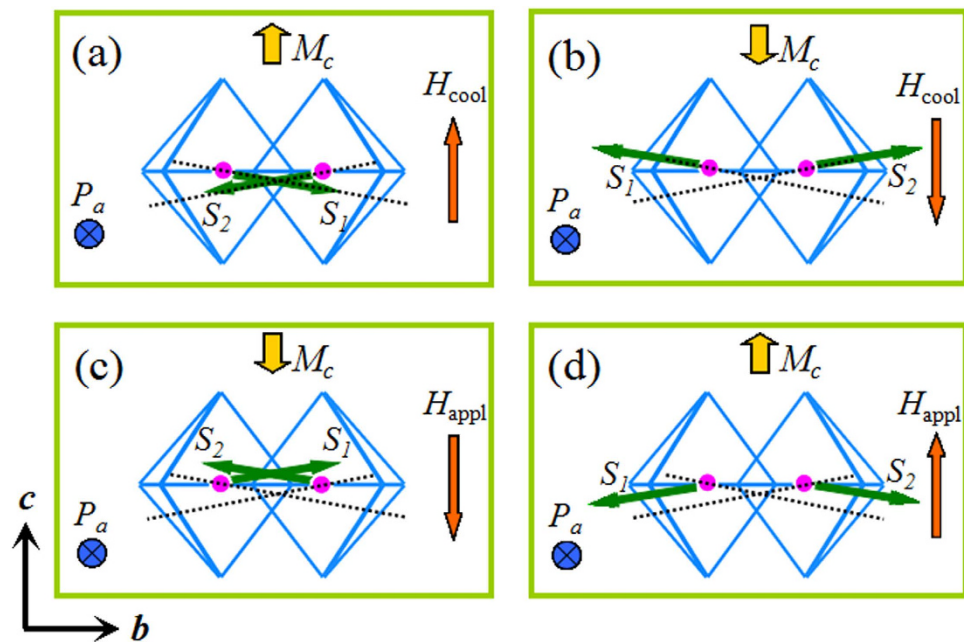 (a)
M_c
H_cool
P_a
S_2
S_1
(b)
M_c
H_cool
P_a
S_1
S_2
(c)
M_c
H_appl
S_2
S_1
P_a
(d)
M_c
H_appl
S_1
S_2
P_a
c
b